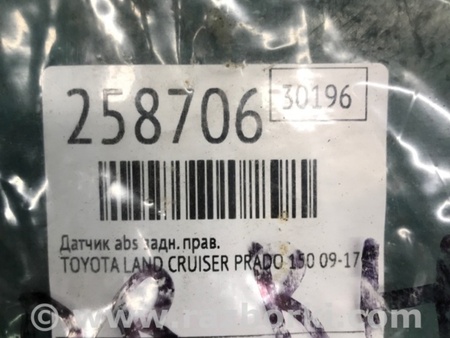 258706 30196
Датчик abs задн. прав.
TOYOTA LAND CRUISER PRADO 150 09-17